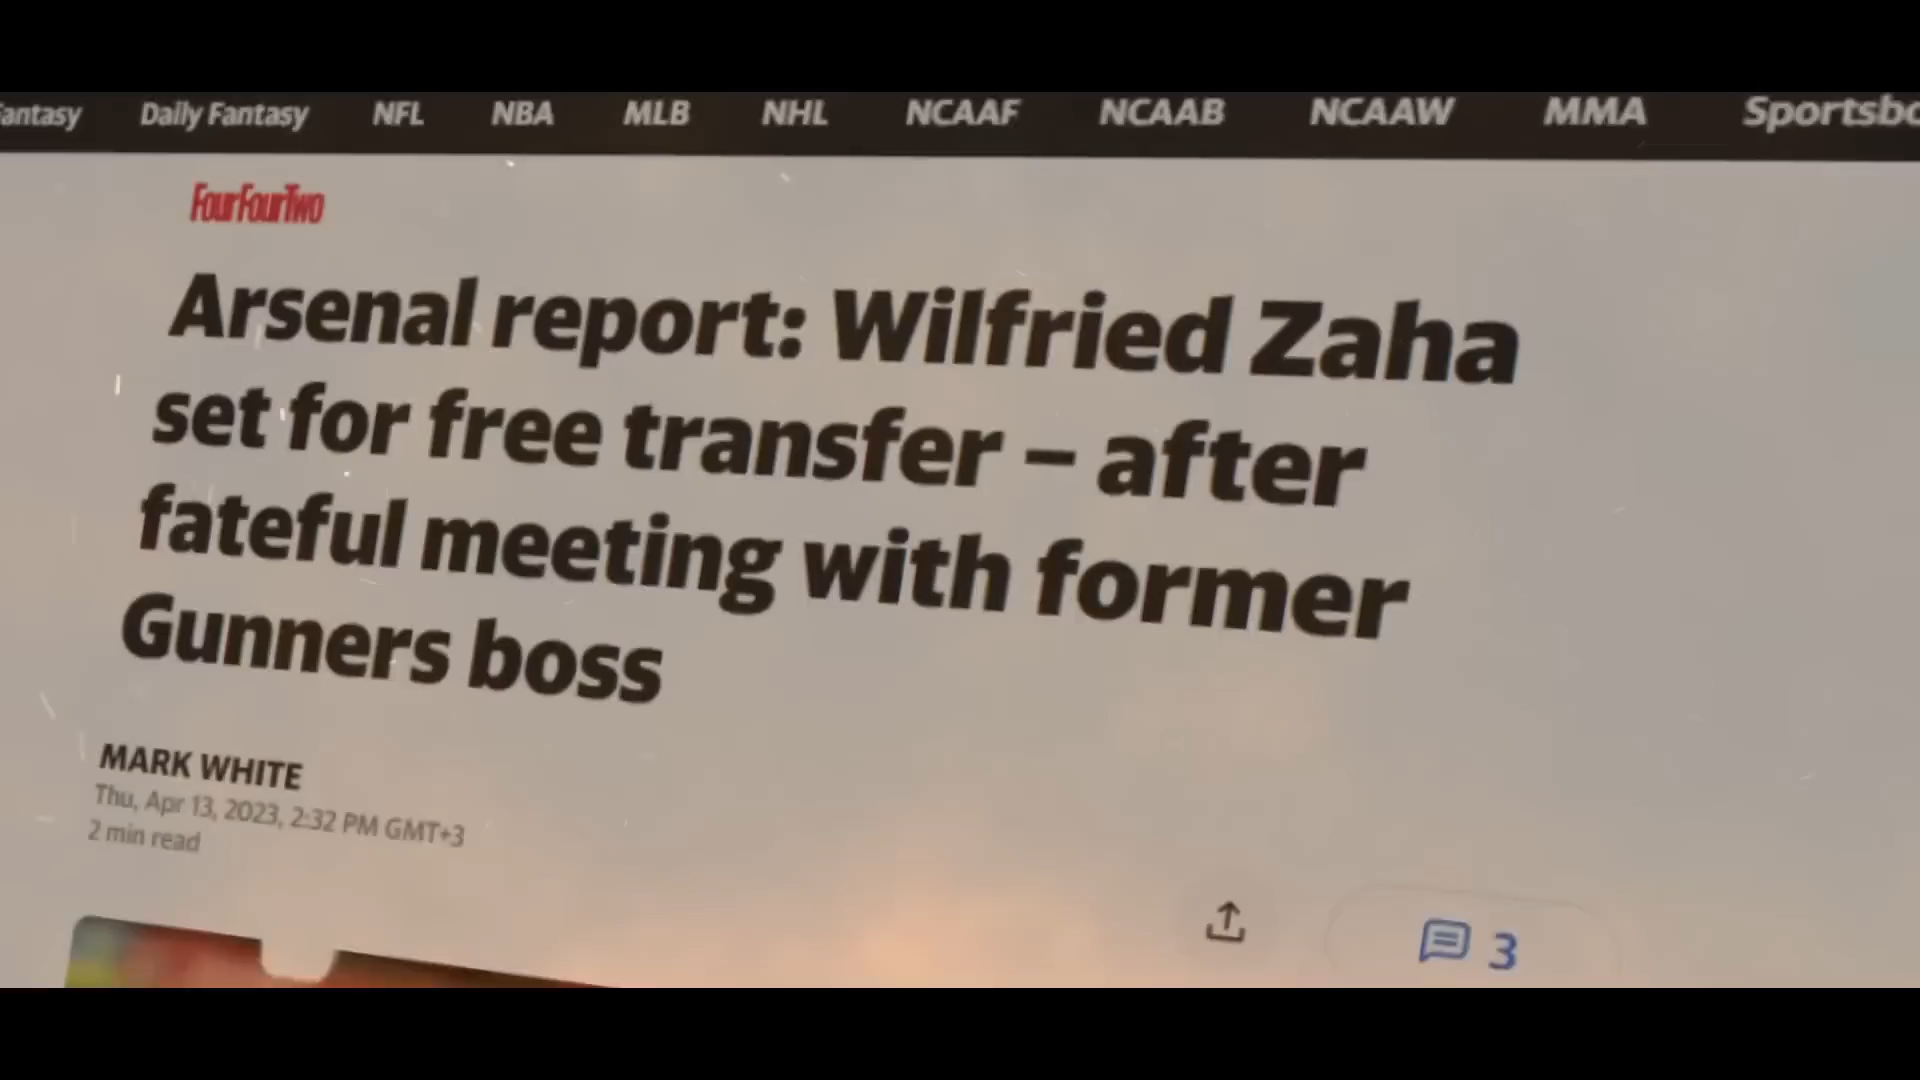 Daily Fantasy NFL NBA MLB NHL NCAAF NCAAB NCAAW MMA
FourFourTwo
Arsenal report: Wilfried Zaha
set for free transfer – after
fateful meeting with former
Gunners boss
MARK WHITE
Thu, Apr 13, 2023, 2:32 PM GMT+3
2 min read
3